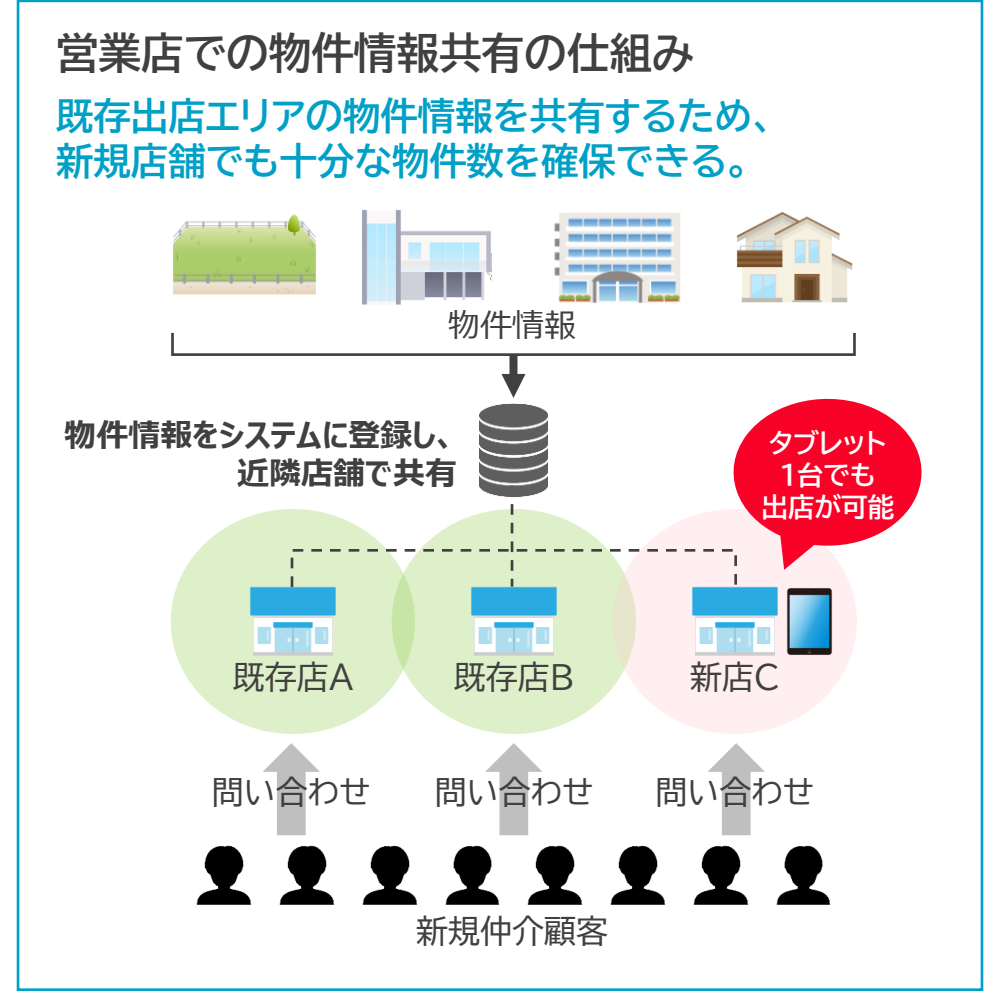 営業店での物件情報共有の仕組み
既存出店エリアの物件情報を共有するため、
新規店舗でも十分な物件数を確保できる。
物件情報
物件情報をシステムに登録し、
近隣店舗で共有
タブレット
1台でも
出店が可能
既存店A
既存店B
新店C
問い合わせ
問い合わせ
問い合わせ
新規仲介顧客